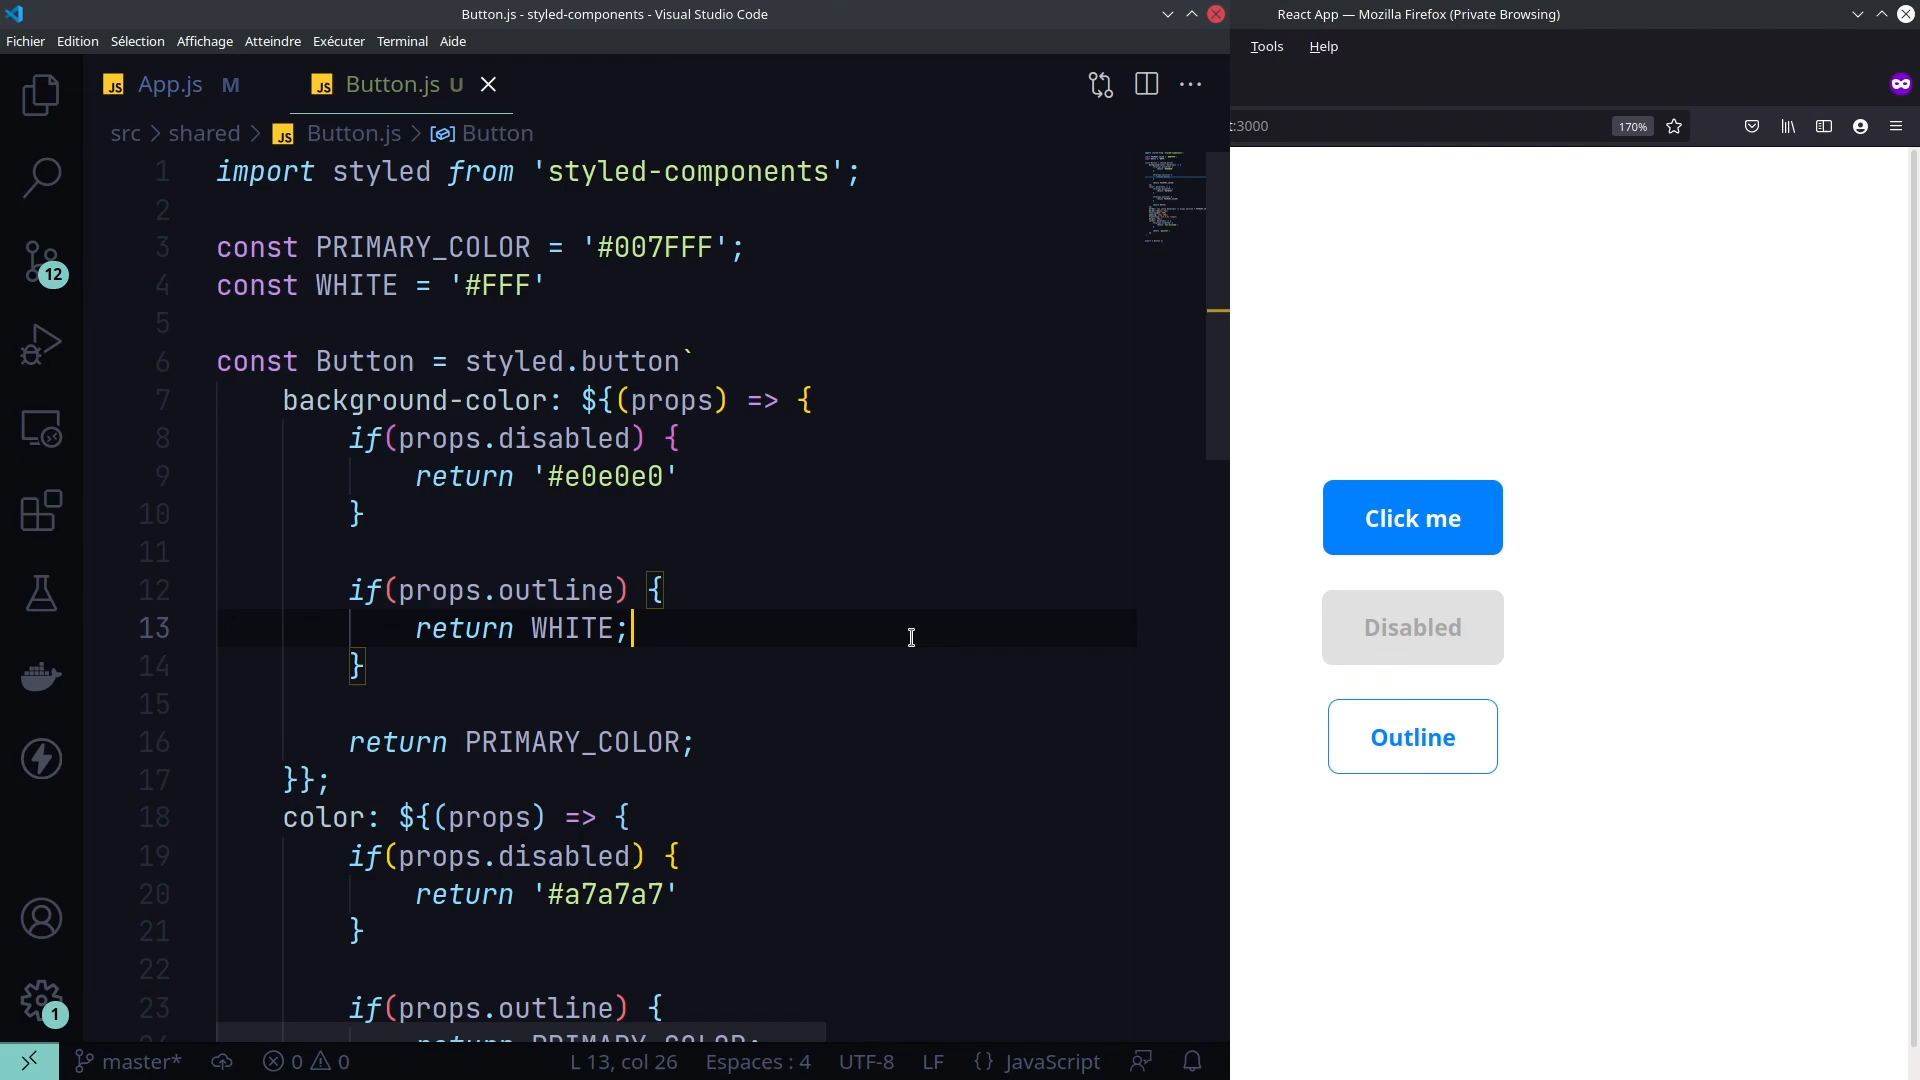 Button.js - styled-components - Visual Studio Code
Fichier Edition Sélection Affichage Atteindre Exécuter Terminal Aide
JS App.js M
JS Button.js U
src > shared > JS Button.js > Button
1 import styled from 'styled-components';
2
3 const PRIMARY_COLOR = '#007FFF';
4 const WHITE = '#FFF'
5
6 const Button = styled.button`
7 background-color: ${(props) => {
8 if(props.disabled) {
9 return '#e0e0e0'
10 }
11
12 if(props.outline) {
13 return WHITE;
14 }
15
16 return PRIMARY_COLOR;
17 }};
18 color: ${(props) => {
19 if(props.disabled) {
20 return '#a7a7a7'
21 }
22
23 if(props.outline) {
24 return PRIMARY_COLOR;
12
1
master* 0 0 L 13, col 26 Espaces : 4 UTF-8 LF {} JavaScript
React App — Mozilla Firefox (Private Browsing)
Tools Help
:3000 170%
Click me
Disabled
Outline